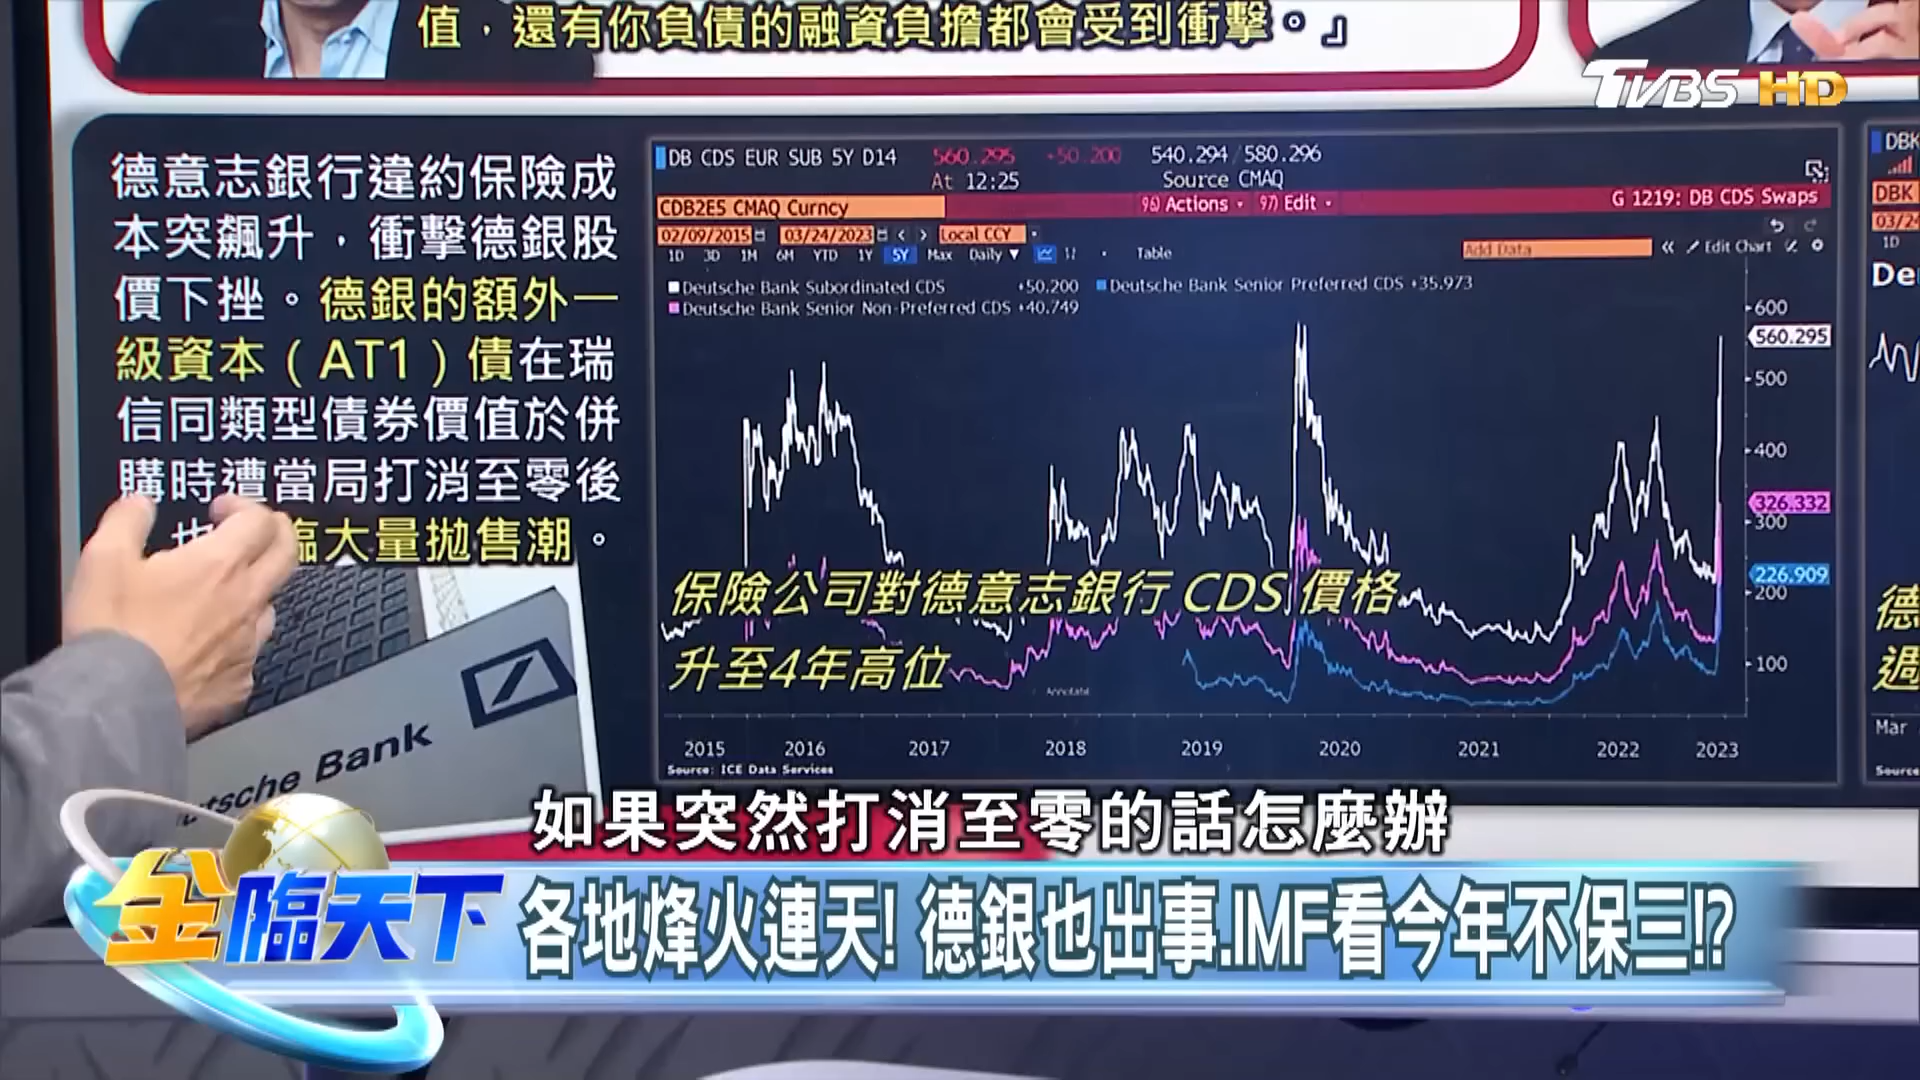 值，還有你負債的融資負擔都會受到衝擊。』
TVBS HD
德意志銀行違約保險成
本突飆升，衝擊德銀股
價下挫。德銀的額外一
級資本（AT1）債在瑞
信同類型債券價值於併
購時遭當局打消至零後
，也 臨大量拋售潮。
Deutsche Bank
DB CDS EUR SUB 5Y D14 560.295 +50.200 540.294/580.296
At 12:25 Source CMAQ
CDB2E5 CMAQ Curncy 96) Actions 97) Edit G 1219: DB CDS Swaps
02/09/2015 03/24/2023 Local CCY
1D 3D 1M 6M YTD 1Y 5Y Max Daily ▼ Table Add Data « Edit Chart
Deutsche Bank Subordinated CDS +50.200 Deutsche Bank Senior Preferred CDS +35.973
Deutsche Bank Senior Non-Preferred CDS +40.749
600
560.295
500
400
326.332
300
226.909
200
100
保險公司對德意志銀行 CDS 價格
升至4年高位
Annotate
2015 2016 2017 2018 2019 2020 2021 2022 2023
Source: ICE Data Services
DBK
DBK
03/24
1D
De
德
週
Mar
Source
如果突然打消至零的話怎麼辦
金臨天下
各地烽火連天! 德銀也出事.IMF看今年不保三!?